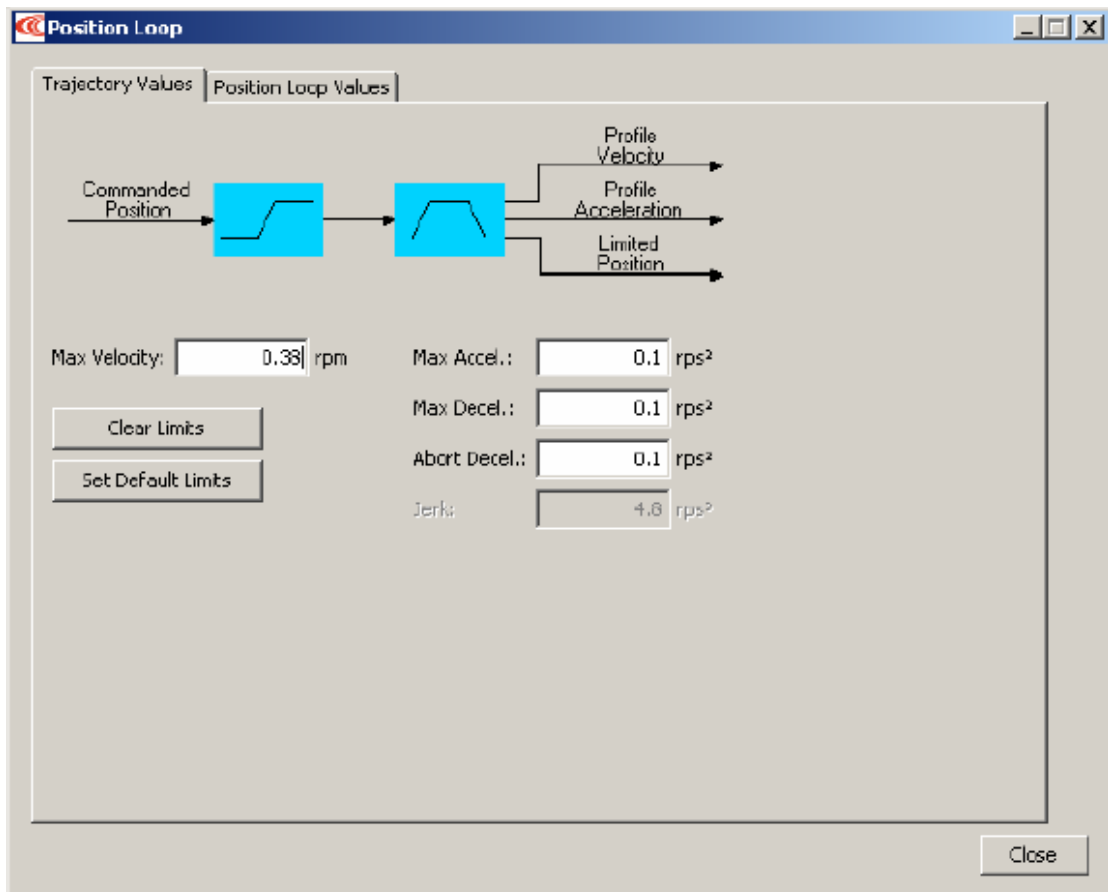 Position Loop
Trajectory Values
Position Loop Values
Profile
Velocity
Commanded
Position
Profile
Acceleration
Limited
Position
Max Velocity: 0.38 rpm
Max Accel.: 0.1 rps²
Clear Limits
Max Decel.: 0.1 rps²
Set Default Limits
Abort Decel.: 0.1 rps²
Jerk: 4.8 rps³
Close